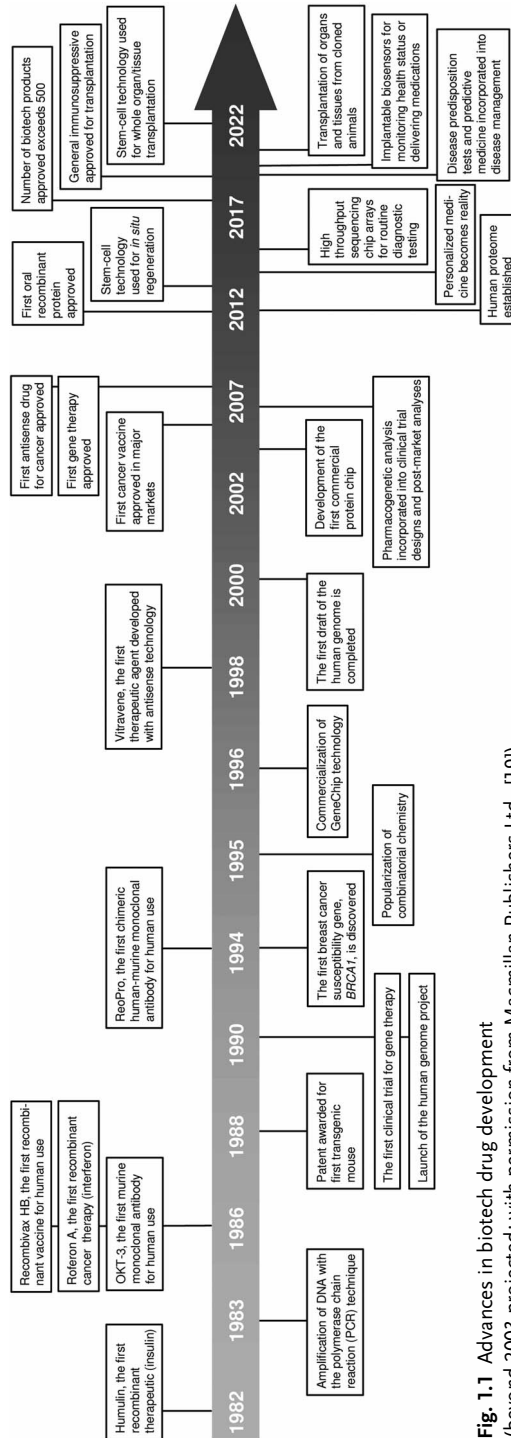 Humulin, the first
recombinant
therapeutic (insulin)
Recombivax HB, the first recombi-
nant vaccine for human use
Roferon A, the first recombinant
cancer therapy (interferon)
OKT-3, the first murine
monoclonal antibody
for human use
ReoPro, the first chimeric
human-murine monoclonal
antibody for human use
Vitravene, the first
therapeutic agent developed
with antisense technology
First antisense drug
for cancer approved
First gene therapy
approved
First cancer vaccine
approved in major
markets
First oral
recombinant
protein
approved
Stem-cell
technology
used for in situ
regeneration
Number of biotech products
approved exceeds 500
General immunosuppressive
approved for transplantation
Stem-cell technology used
for whole organ/tissue
transplantation
1982
1983
1986
1988
1990
1994
1995
1996
1998
2000
2002
2007
2012
2017
2022
Amplification of DNA with
the polymerase chain
reaction (PCR) technique
Patent awarded for
first transgenic
mouse
The first clinical trial for gene therapy
Launch of the human genome project
The first breast cancer
susceptibility gene,
BRCA1, is discovered
Popularization of
combinatorial chemistry
Commercialization of
GeneChip technology
The first draft of the
human genome is
completed
Development of the
first commercial
protein chip
Pharmacogenetic analysis
incorporated into clinical trial
designs and post-market analyses
High
throughput
sequencing
chip arrays
for routine
diagnostic
testing
Personalized medi-
cine becomes reality
Human proteome
established
Transplantation of organs
and tissues from cloned
animals
Implantable biosensors for
monitoring health status or
delivering medications
Disease predisposition
tests and predictive
medicine incorporated into
disease management
Fig. 1.1 Advances in biotech drug development
(beyond 2003 projected; with permission from Macmillan Publishers Ltd., [19])